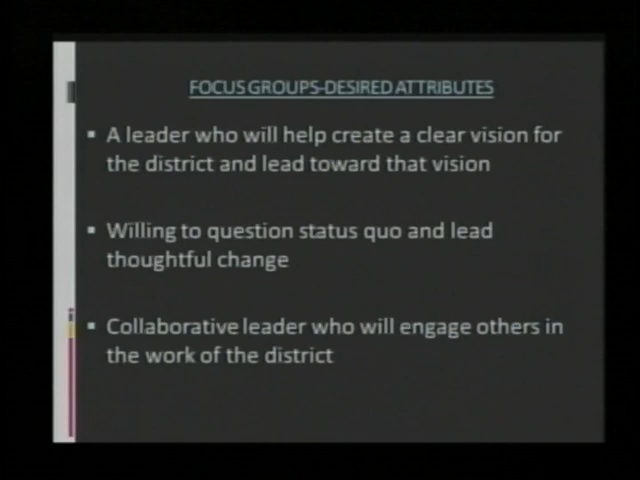 FOCUS GROUPS-DESIRED ATTRIBUTES
▪ A leader who will help create a clear vision for
the district and lead toward that vision
▪ Willing to question status quo and lead
thoughtful change
▪ Collaborative leader who will engage others in
the work of the district